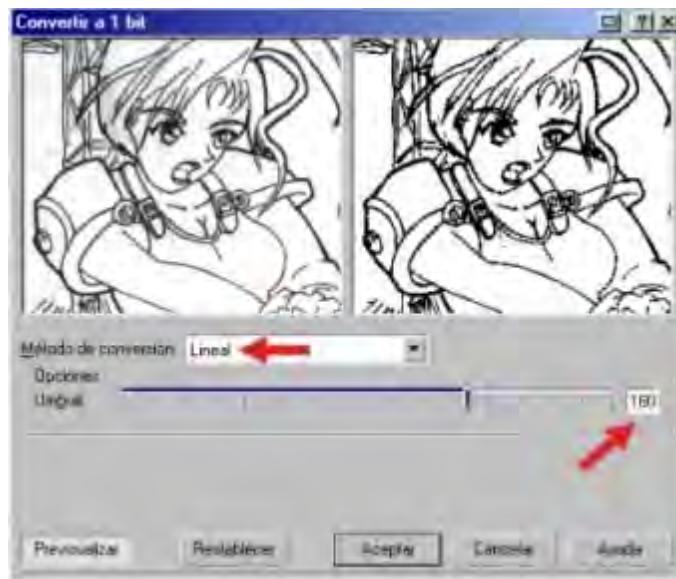 Convertir a 1 bit
Método de conversión: Lineal
Opciones
Umbral:
180
Previsualizar
Restablecer
Aceptar
Cancelar
Ayuda